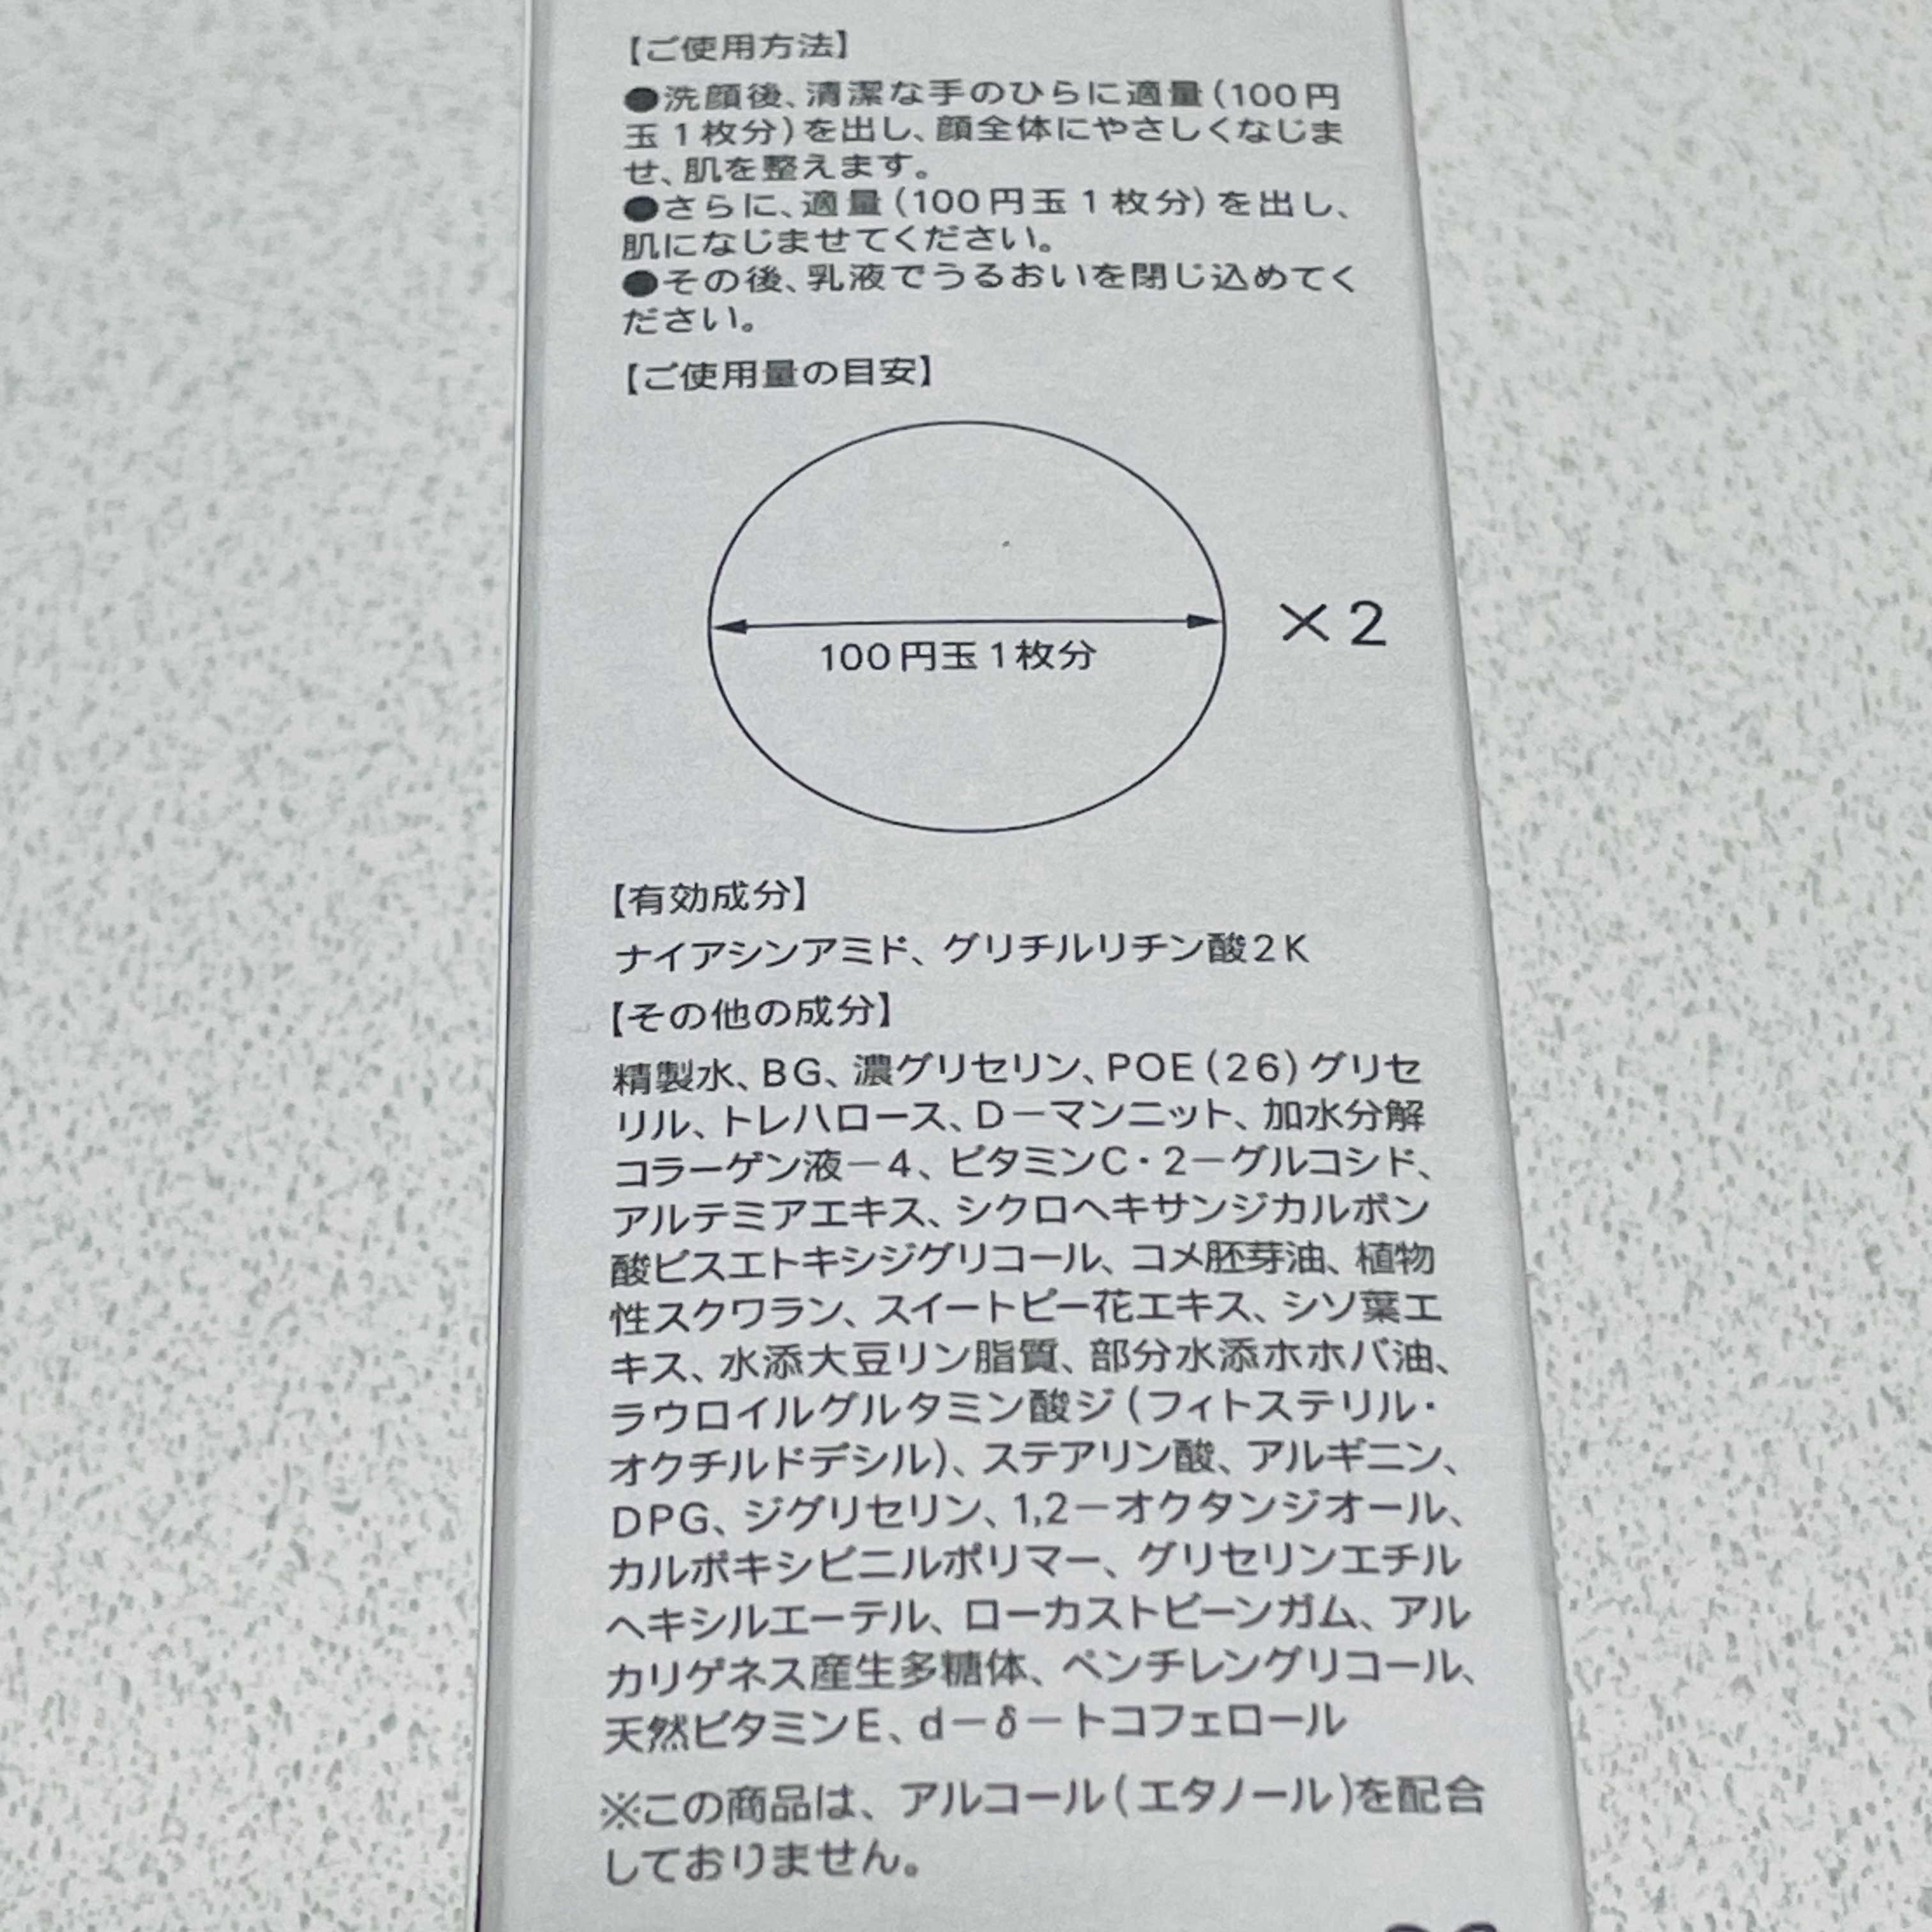 【ご使用方法】
●洗顔後、清潔な手のひらに適量(100円
玉1枚分)を出し、顔全体にやさしくなじま
せ、肌を整えます。
●さらに、適量(100円玉1枚分)を出し、
肌になじませてください。
●その後、乳液でうるおいを閉じ込めてく
ださい。
【ご使用量の目安】
100円玉1枚分
×2
【有効成分】
ナイアシンアミド、グリチルリチン酸2K
【その他の成分】
精製水、BG、濃グリセリン、POE(26)グリセ
リル、トレハロース、D－マンニット、加水分解
コラーゲン液－4、ビタミンC・2－グルコシド、
アルテミアエキス、シクロヘキサンジカルボン
酸ビスエトキシジグリコール、コメ胚芽油、植物
性スクワラン、スイートピー花エキス、シソ葉エ
キス、水添大豆リン脂質、部分水添ホホバ油、
ラウロイルグルタミン酸ジ(フィトステリル・
オクチルドデシル)、ステアリン酸、アルギニン、
DPG、ジグリセリン、1,2－オクタンジオール、
カルボキシビニルポリマー、グリセリンエチル
ヘキシルエーテル、ローカストビーンガム、アル
カリゲネス産生多糖体、ペンチレングリコール、
天然ビタミンE、d－δ－トコフェロール
※この商品は、アルコール(エタノール)を配合
しておりません。